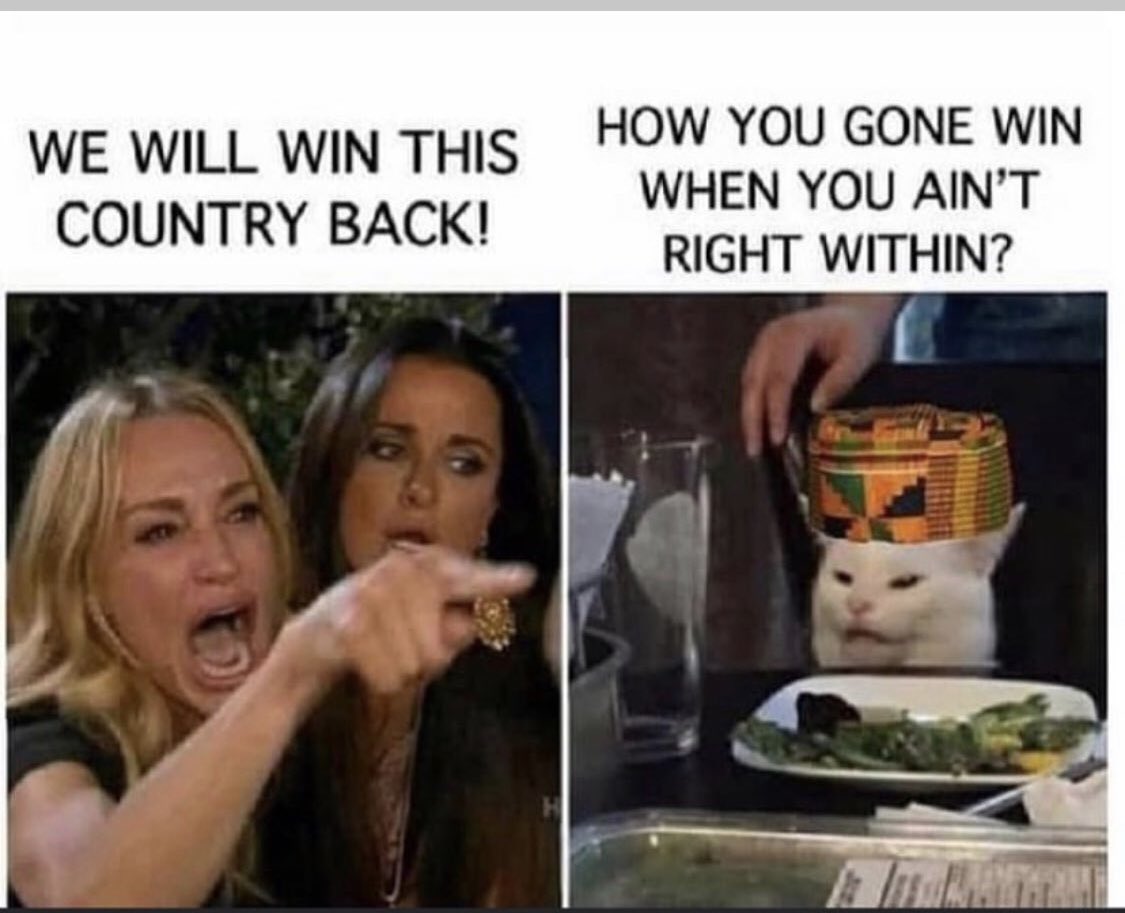 WE WILL WIN THIS
COUNTRY BACK!
HOW YOU GONE WIN
WHEN YOU AIN'T
RIGHT WITHIN?